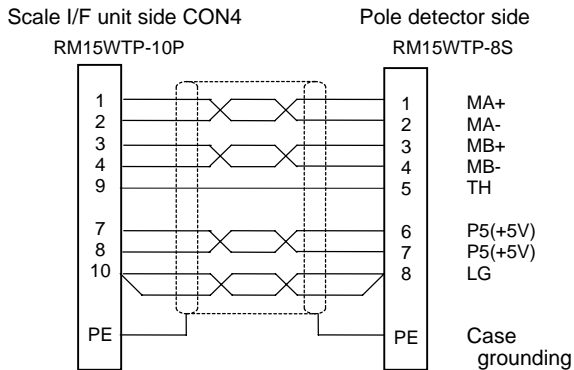 Scale I/F unit side CON4 Pole detector side
RM15WTP-10P RM15WTP-8S
1 1 MA+
2 2 MA-
3 3 MB+
4 4 MB-
9 5 TH
7 6 P5(+5V)
8 7 P5(+5V)
10 8 LG
PE PE Case
grounding